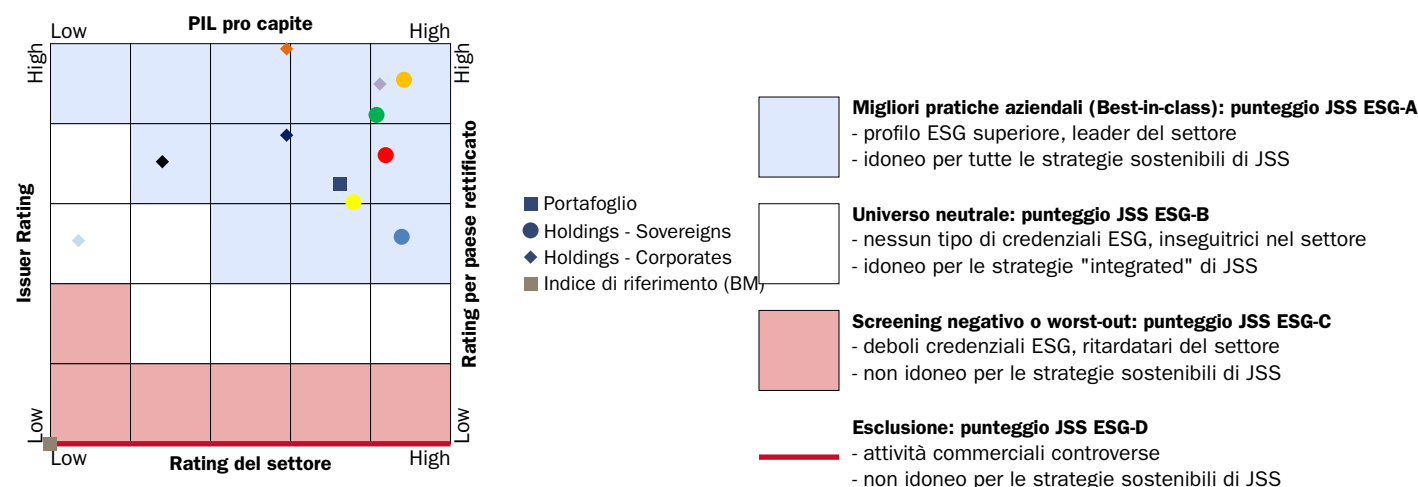 PIL pro capite
Low
High
High
High
Issuer Rating
Rating per paese rettificato
Low
Low
Low
High
Rating del settore
Portafoglio
Holdings - Sovereigns
Holdings - Corporates
Indice di riferimento (BM)
Migliori pratiche aziendali (Best-in-class): punteggio JSS ESG-A
- profilo ESG superiore, leader del settore
- idoneo per tutte le strategie sostenibili di JSS
Universo neutrale: punteggio JSS ESG-B
- nessun tipo di credenziali ESG, inseguitrici nel settore
- idoneo per le strategie "integrated" di JSS
Screening negativo o worst-out: punteggio JSS ESG-C
- deboli credenziali ESG, ritardatari del settore
- non idoneo per le strategie sostenibili di JSS
Esclusione: punteggio JSS ESG-D
- attività commerciali controverse
- non idoneo per le strategie sostenibili di JSS